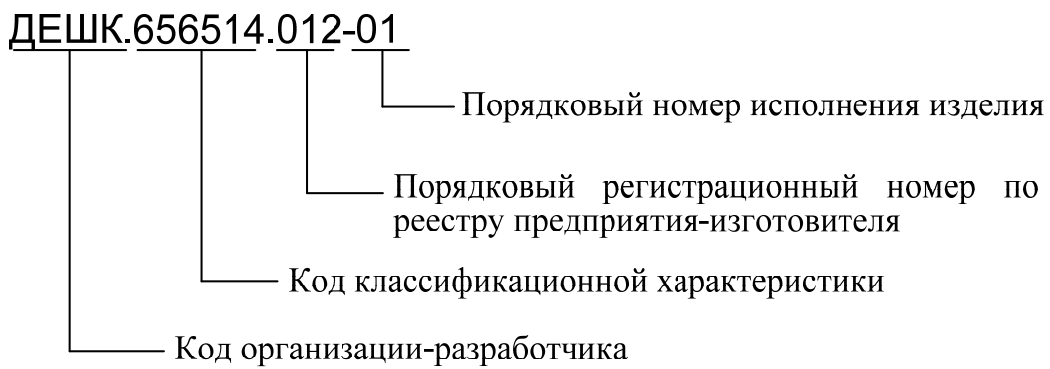 ДЕШК.656514.012-01
Порядковый номер исполнения изделия
Порядковый регистрационный номер по
реестру предприятия-изготовителя
Код классификационной характеристики
Код организации-разработчика